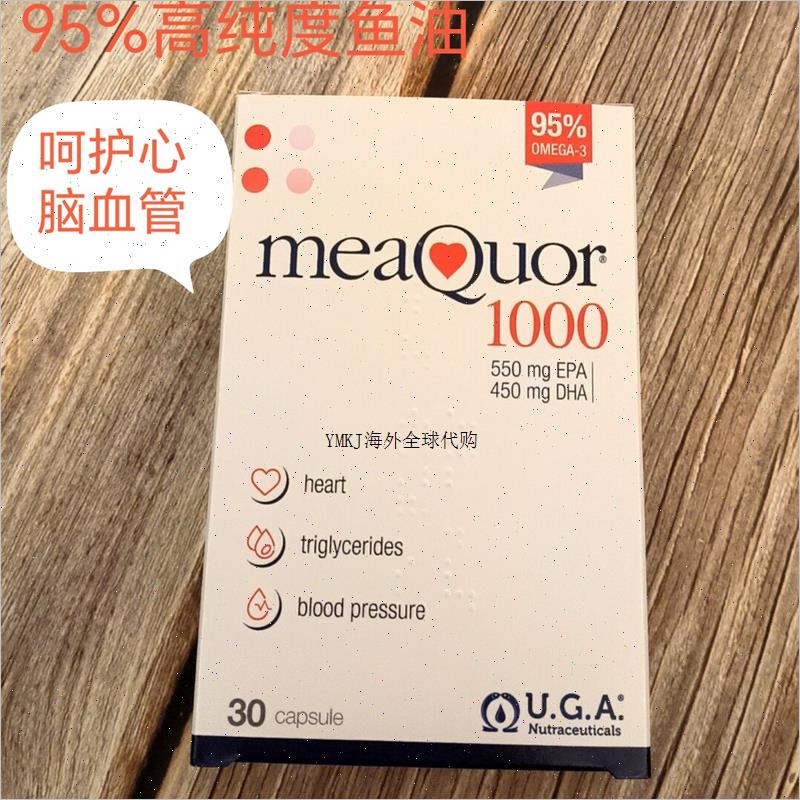 95%高纯度鱼油
呵护心
脑血管
95%
OMEGA-3
meaQuor®
1000
550 mg EPA
450 mg DHA
YMKJ海外全球代购
heart
triglycerides
blood pressure
30 capsule
U.G.A.®
Nutraceuticals